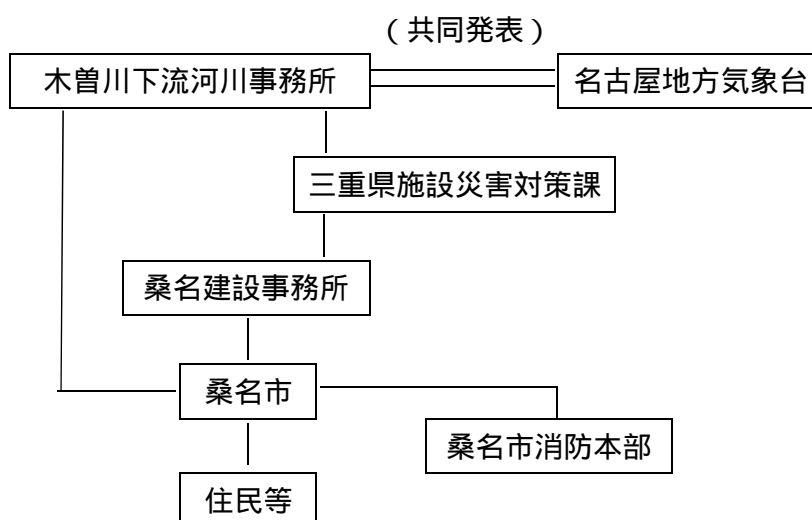 （共同発表）
木曽川下流河川事務所
名古屋地方気象台
三重県施設災害対策課
桑名建設事務所
桑名市
桑名市消防本部
住民等